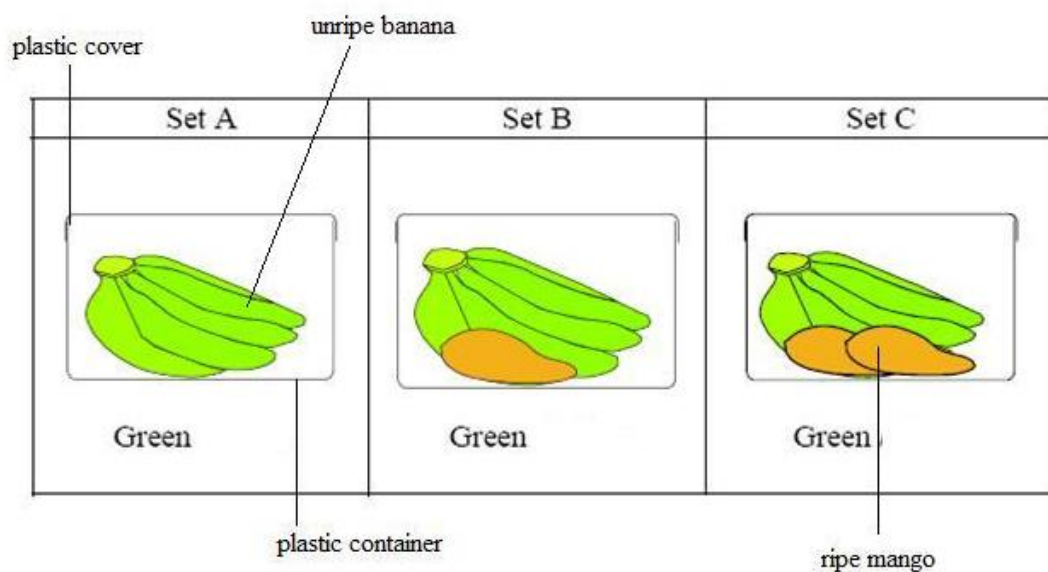 unripe banana
plastic cover
Set A Set B Set C
Green Green Green
plastic container
ripe mango